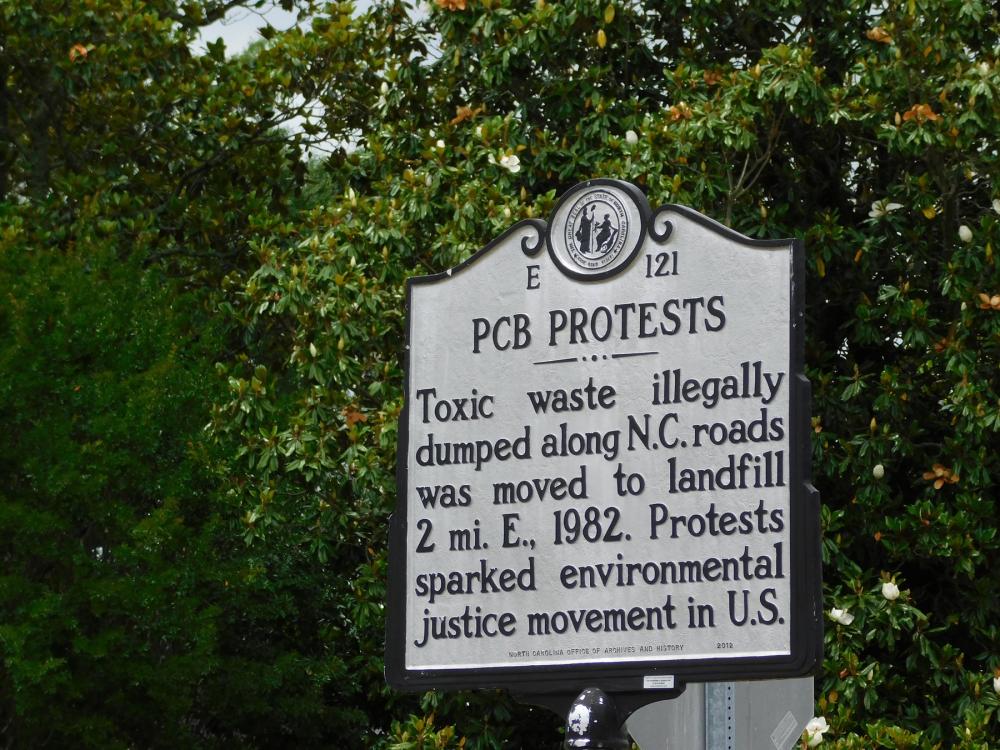 E 121
PCB PROTESTS
Toxic waste illegally
dumped along N.C. roads
was moved to landfill
2 mi. E., 1982. Protests
sparked environmental
justice movement in U.S.
NORTH CAROLINA OFFICE OF ARCHIVES AND HISTORY 2012